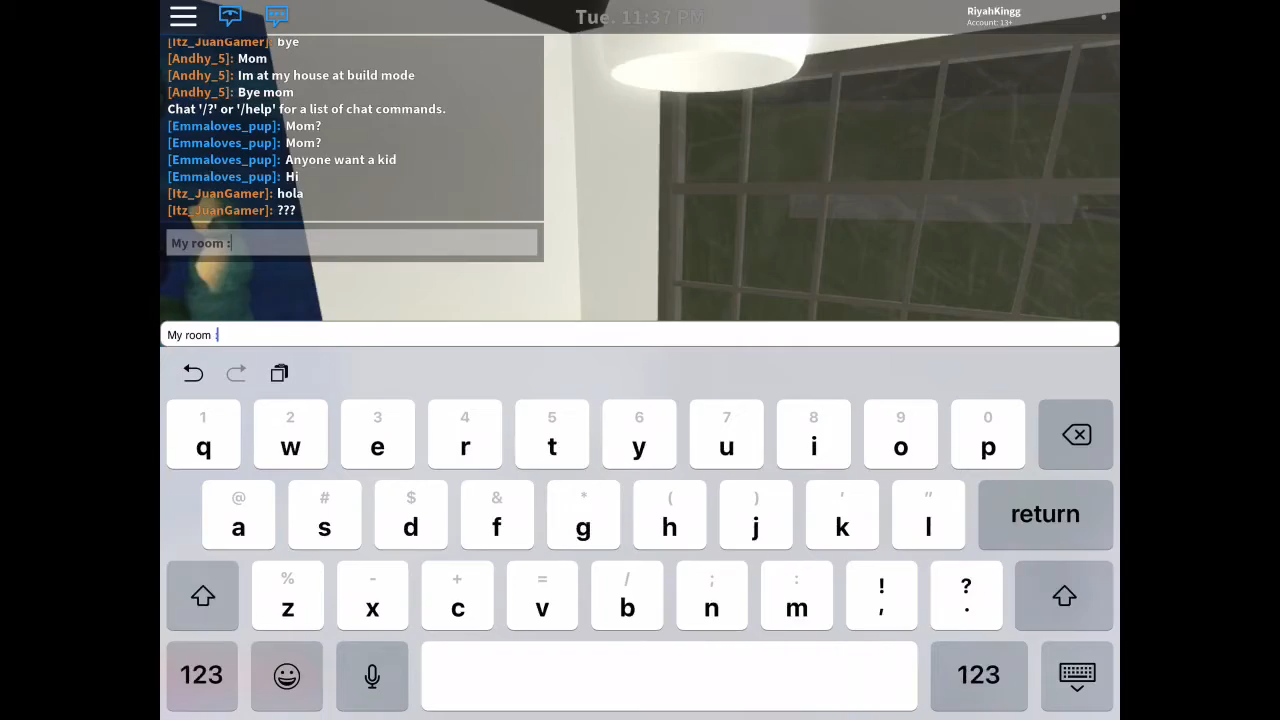 Tue. 11:37 PM
RiyahKingg
Account: 13+
[Itz_JuanGamer]: bye
[Andhy_5]: Mom
[Andhy_5]: Im at my house at build mode
[Andhy_5]: Bye mom
Chat '/?' or '/help' for a list of chat commands.
[Emmaloves_pup]: Mom?
[Emmaloves_pup]: Mom?
[Emmaloves_pup]: Anyone want a kid
[Emmaloves_pup]: Hi
[Itz_JuanGamer]: hola
[Itz_JuanGamer]: ???
My room :
My room :
1 2 3 4 5 6 7 8 9 0
q w e r t y u i o p
@ # $ & * ( ) ' "
a s d f g h j k l return
% - + = / ; : ! ?
z x c v b n m , .
123 123